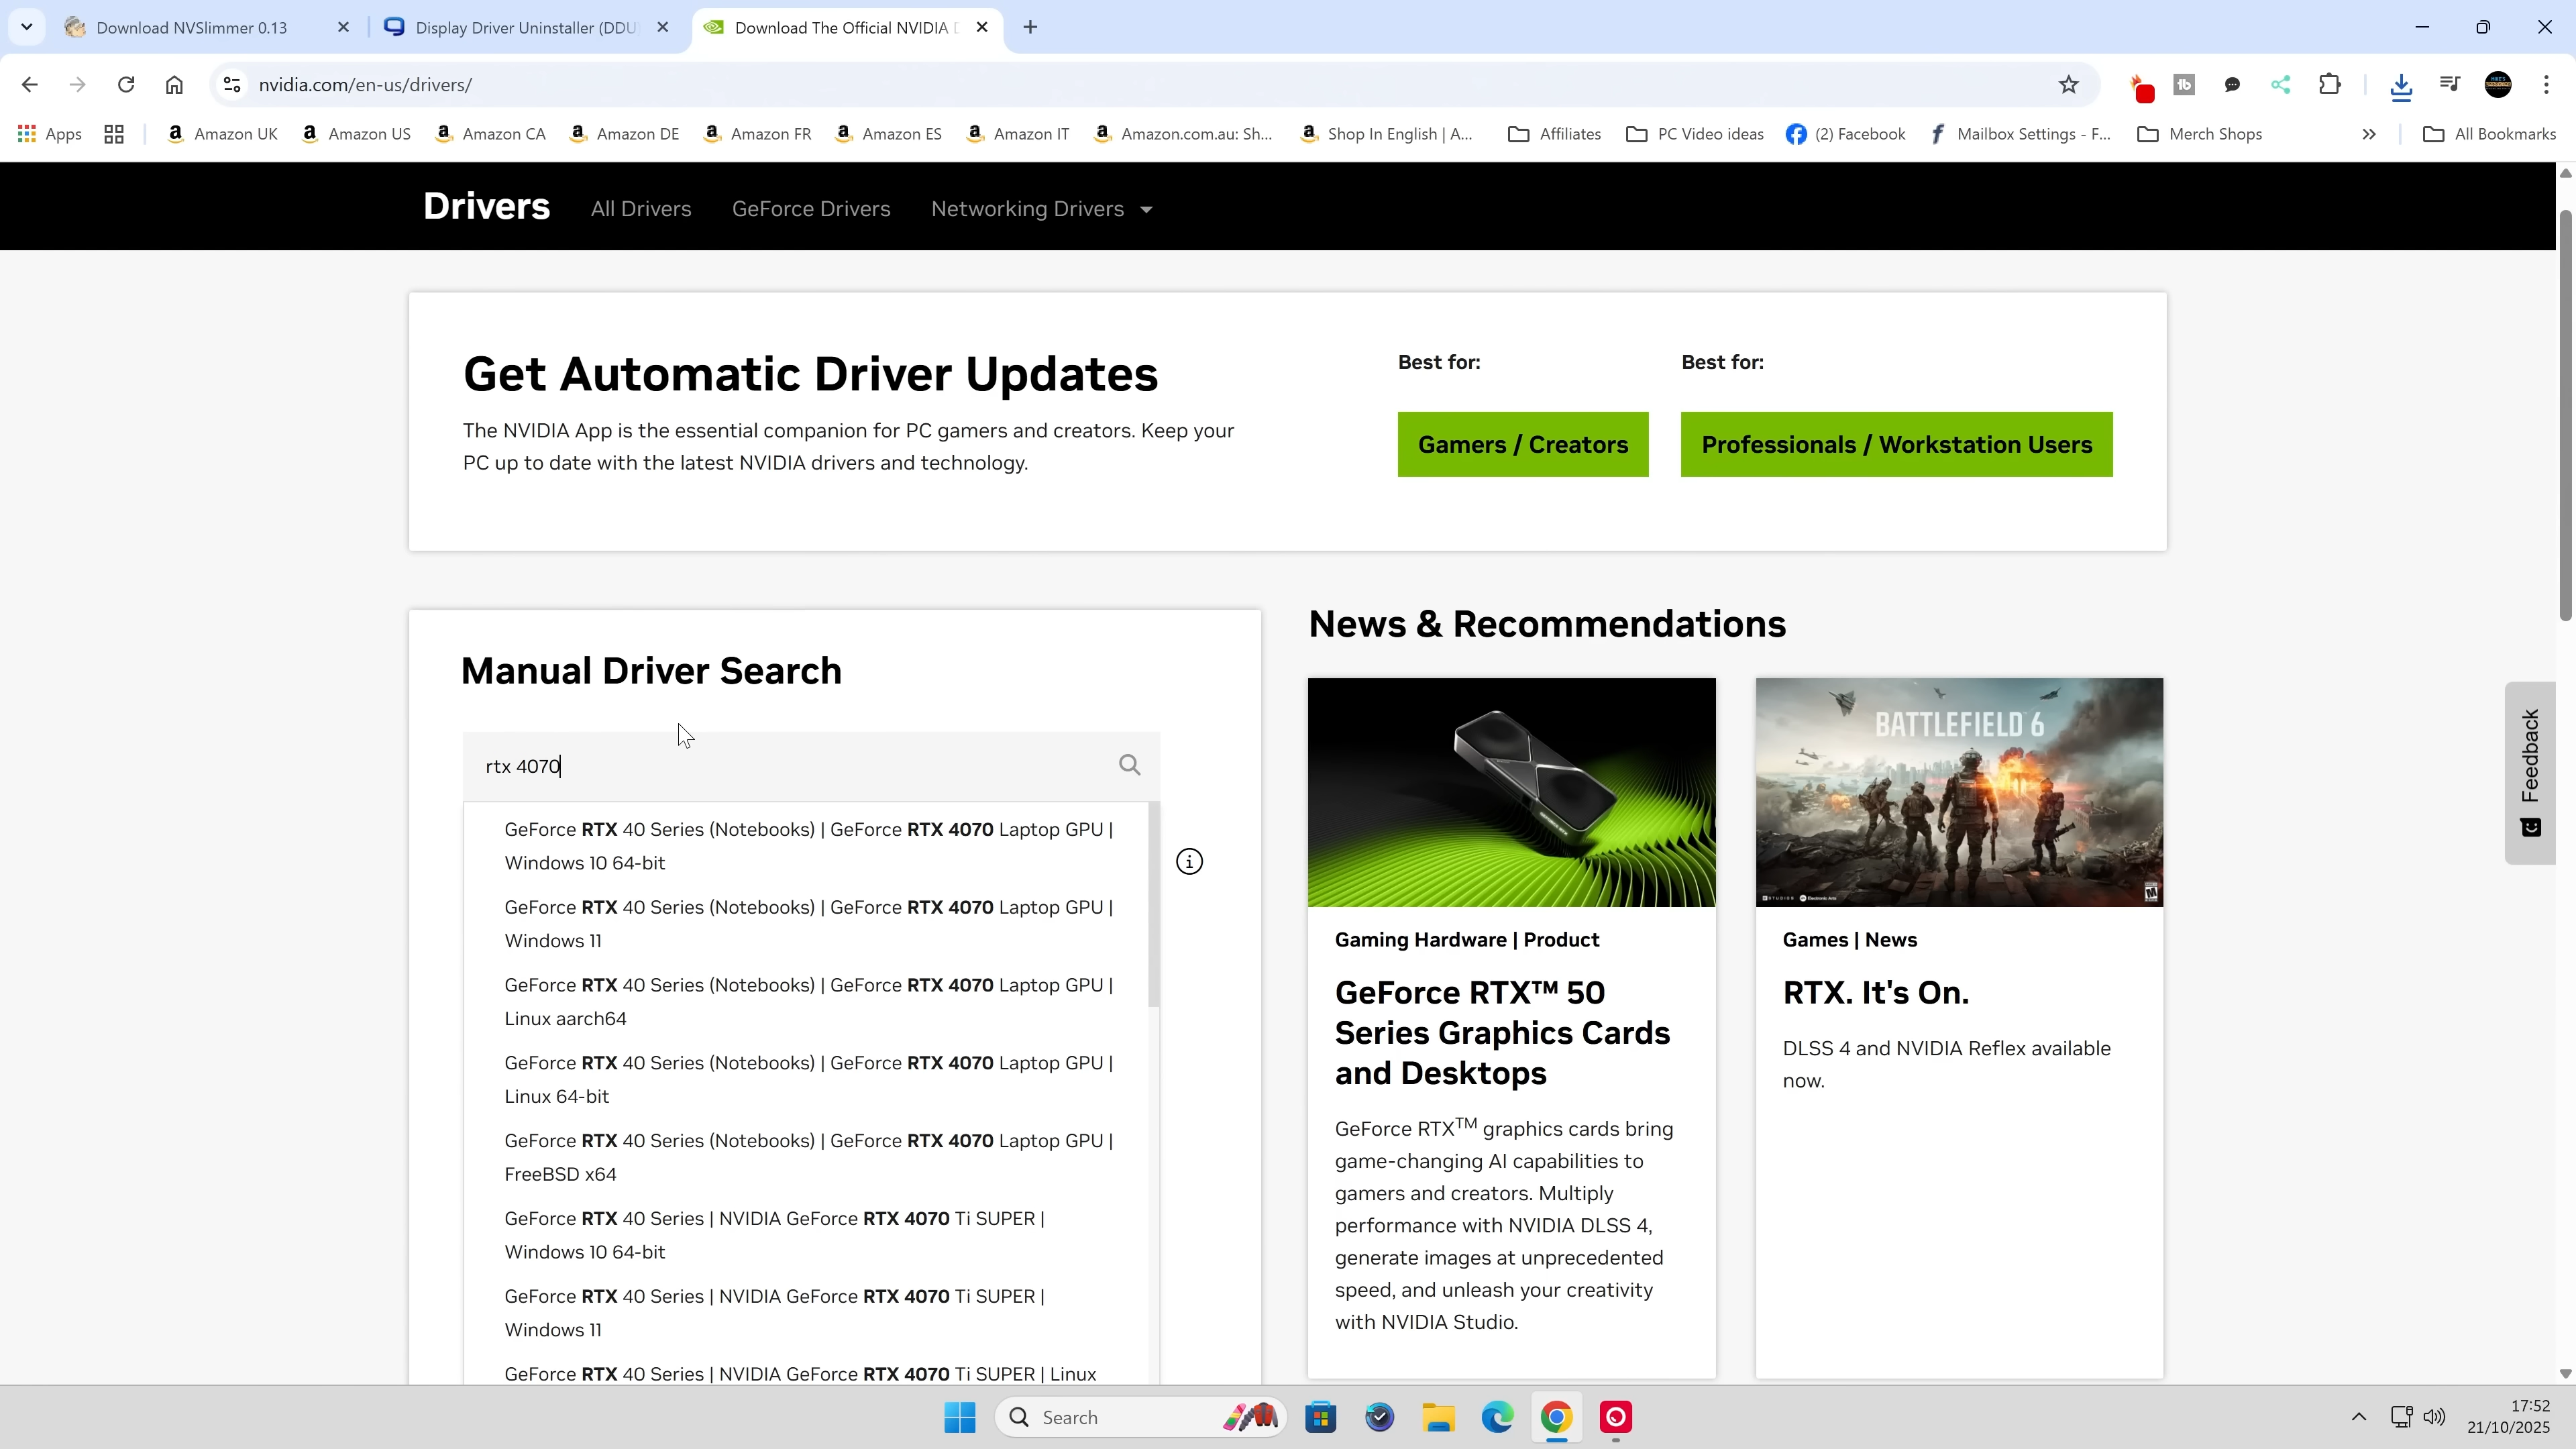 Download NVSlimmer 0.13
Display Driver Uninstaller (DDU
Download The Official NVIDIA D
nvidia.com/en-us/drivers/
Apps
Amazon UK
Amazon US
Amazon CA
Amazon DE
Amazon FR
Amazon ES
Amazon IT
Amazon.com.au: Sh...
Shop In English | A...
Affiliates
PC Video ideas
(2) Facebook
Mailbox Settings - F...
Merch Shops
All Bookmarks
Drivers
All Drivers
GeForce Drivers
Networking Drivers
Get Automatic Driver Updates
The NVIDIA App is the essential companion for PC gamers and creators. Keep your
PC up to date with the latest NVIDIA drivers and technology.
Best for:
Gamers / Creators
Best for:
Professionals / Workstation Users
Manual Driver Search
rtx 4070
GeForce RTX 40 Series (Notebooks) | GeForce RTX 4070 Laptop GPU |
Windows 10 64-bit
GeForce RTX 40 Series (Notebooks) | GeForce RTX 4070 Laptop GPU |
Windows 11
GeForce RTX 40 Series (Notebooks) | GeForce RTX 4070 Laptop GPU |
Linux aarch64
GeForce RTX 40 Series (Notebooks) | GeForce RTX 4070 Laptop GPU |
Linux 64-bit
GeForce RTX 40 Series (Notebooks) | GeForce RTX 4070 Laptop GPU |
FreeBSD x64
GeForce RTX 40 Series | NVIDIA GeForce RTX 4070 Ti SUPER |
Windows 10 64-bit
GeForce RTX 40 Series | NVIDIA GeForce RTX 4070 Ti SUPER |
Windows 11
GeForce RTX 40 Series | NVIDIA GeForce RTX 4070 Ti SUPER | Linux
News & Recommendations
Gaming Hardware | Product
GeForce RTX™ 50
Series Graphics Cards
and Desktops
GeForce RTX™ graphics cards bring
game-changing AI capabilities to
gamers and creators. Multiply
performance with NVIDIA DLSS 4,
generate images at unprecedented
speed, and unleash your creativity
with NVIDIA Studio.
BATTLEFIELD 6
Games | News
RTX. It's On.
DLSS 4 and NVIDIA Reflex available
now.
Feedback
Search
17:52
21/10/2025